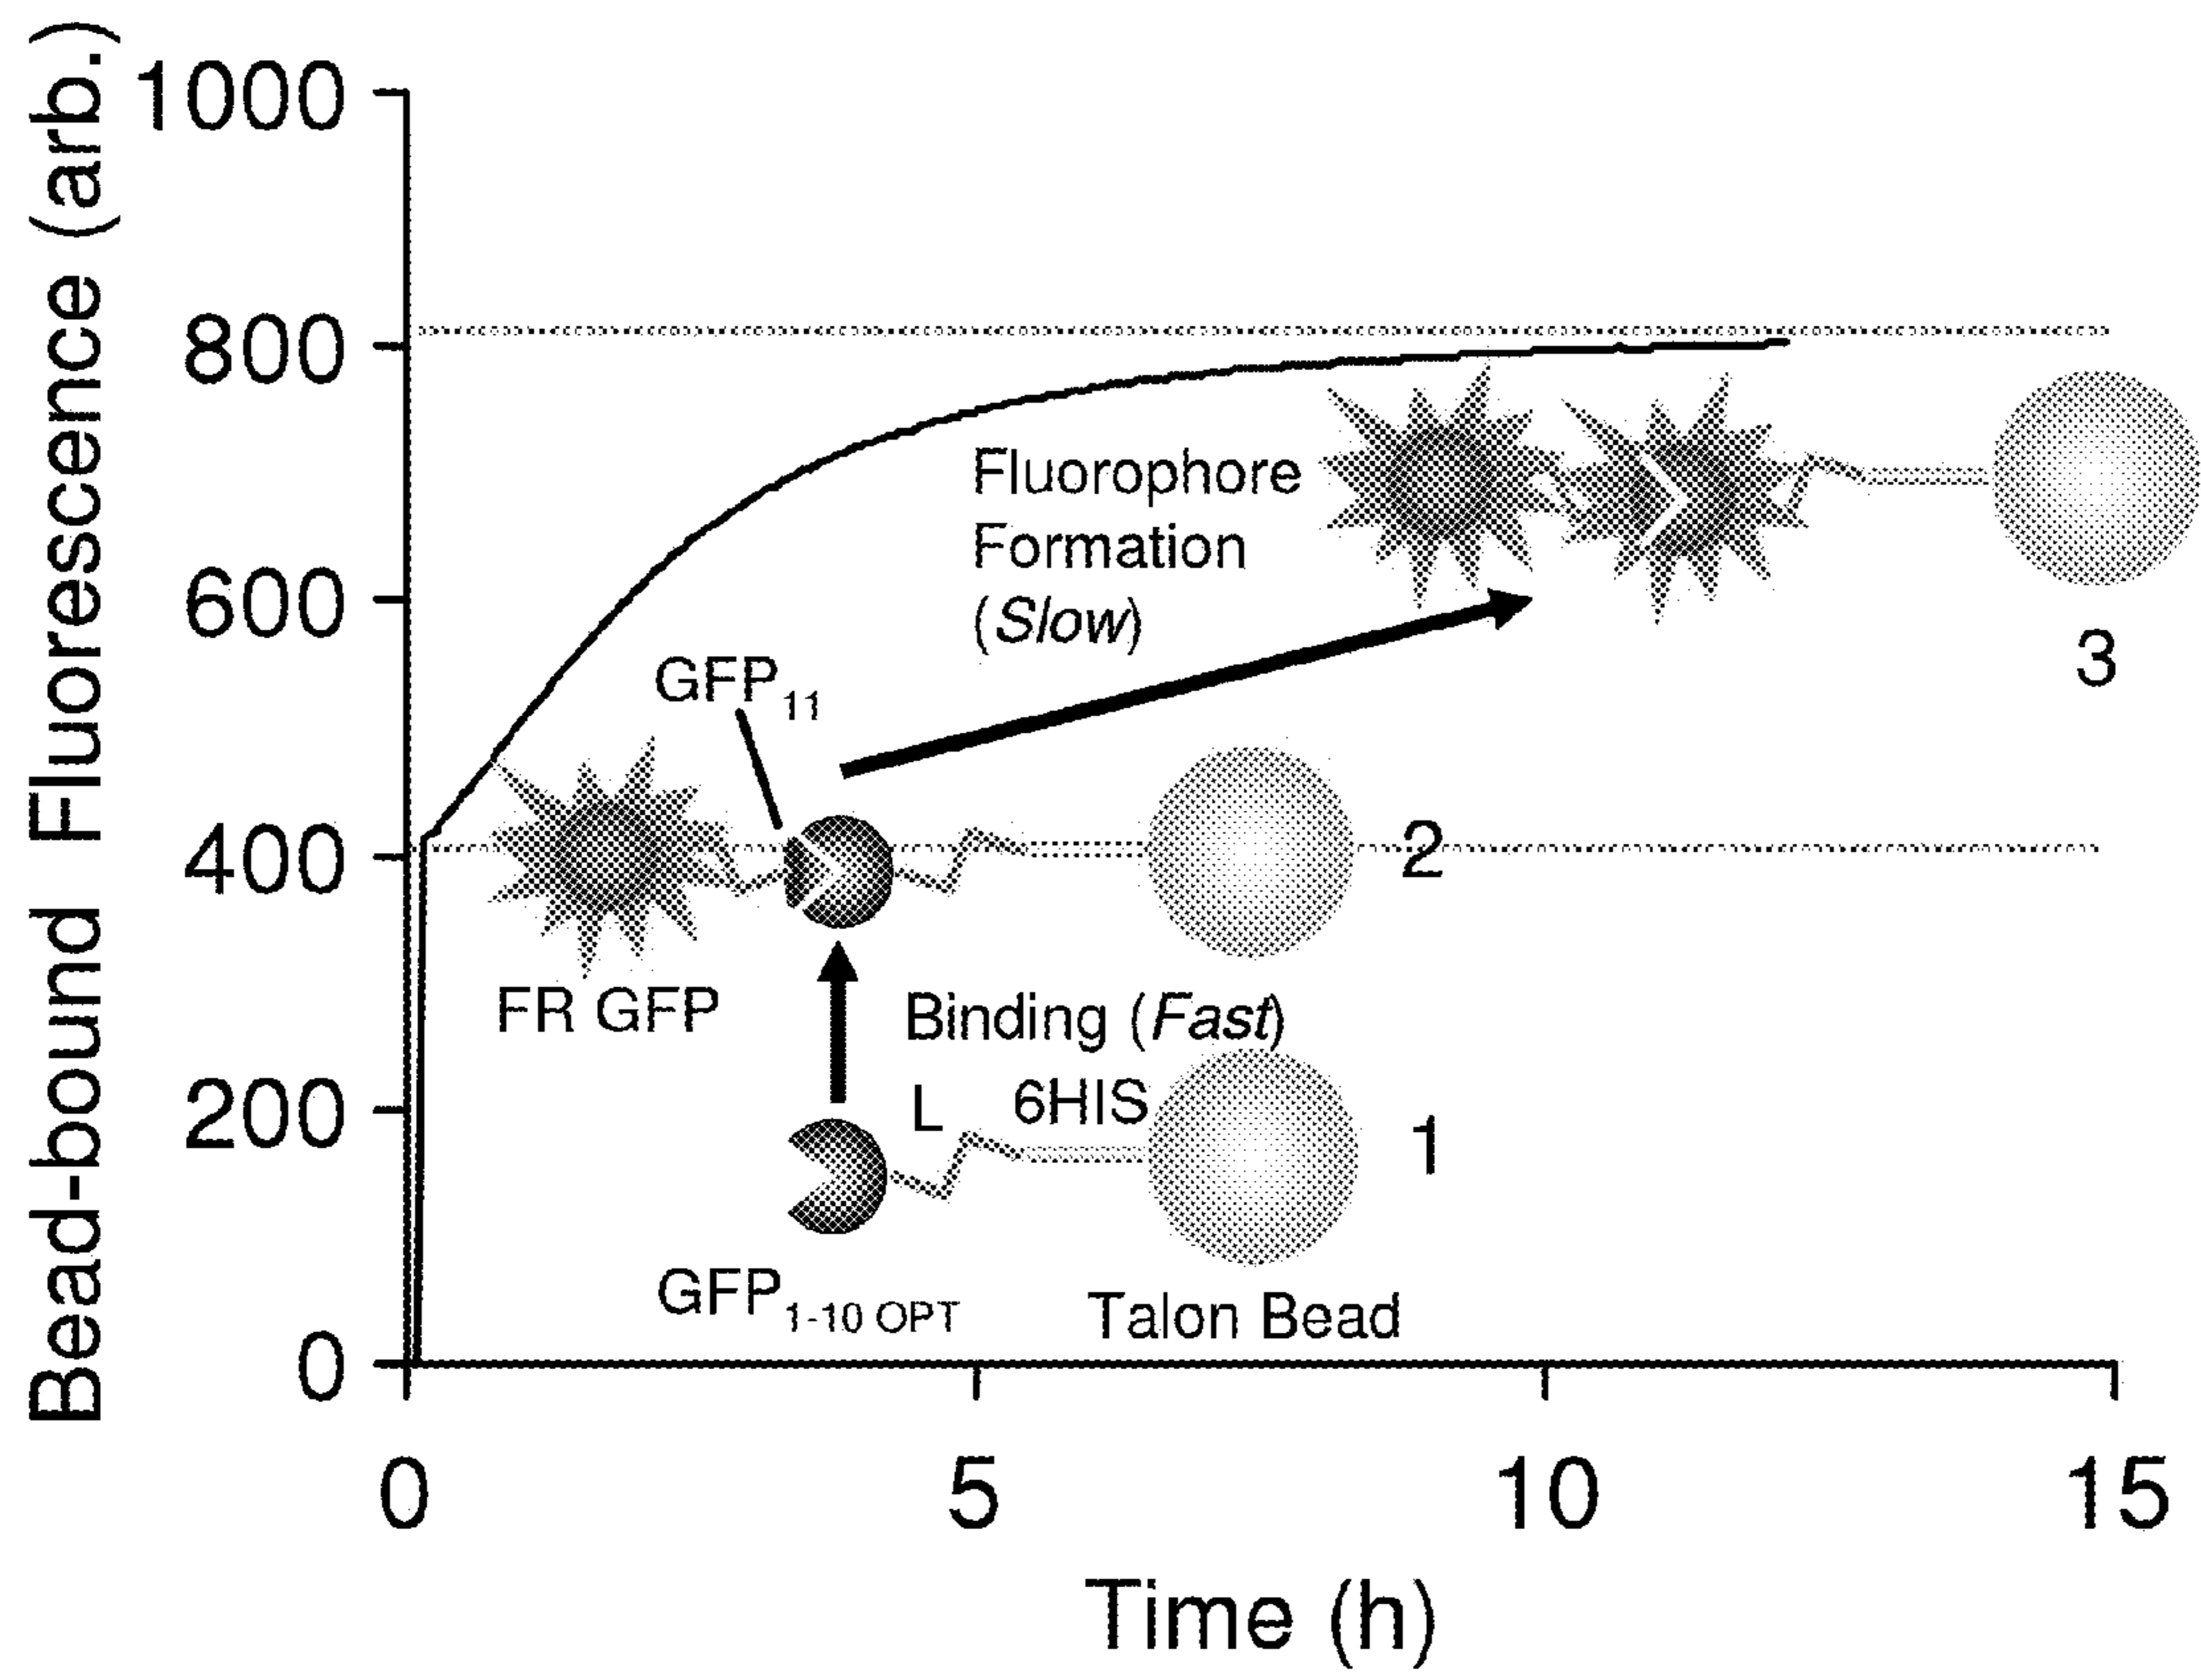 Bead-bound Fluorescence (arb.)
1000
800
600
400
200
0
Fluorophore
Formation
(Slow)
3
GFP11
2
FR GFP
Binding (Fast)
L 6HIS
1
GFP1-10 OPT
Talon Bead
0 5 10 15
Time (h)